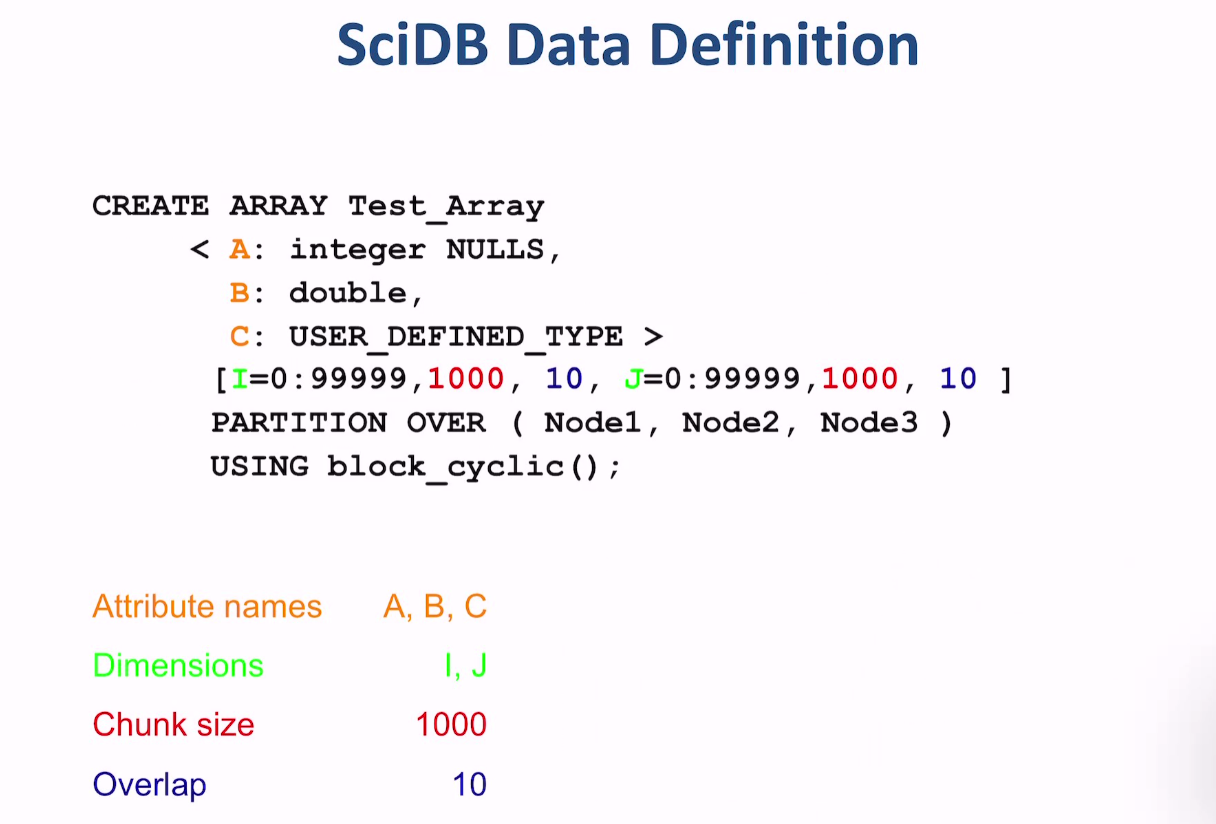 SciDB Data Definition
CREATE ARRAY Test_Array
< A: integer NULLS,
B: double,
C: USER_DEFINED_TYPE >
[I=0:99999,1000, 10, J=0:99999,1000, 10 ]
PARTITION OVER ( Node1, Node2, Node3 )
USING block_cyclic();
Attribute names A, B, C
Dimensions I, J
Chunk size 1000
Overlap 10